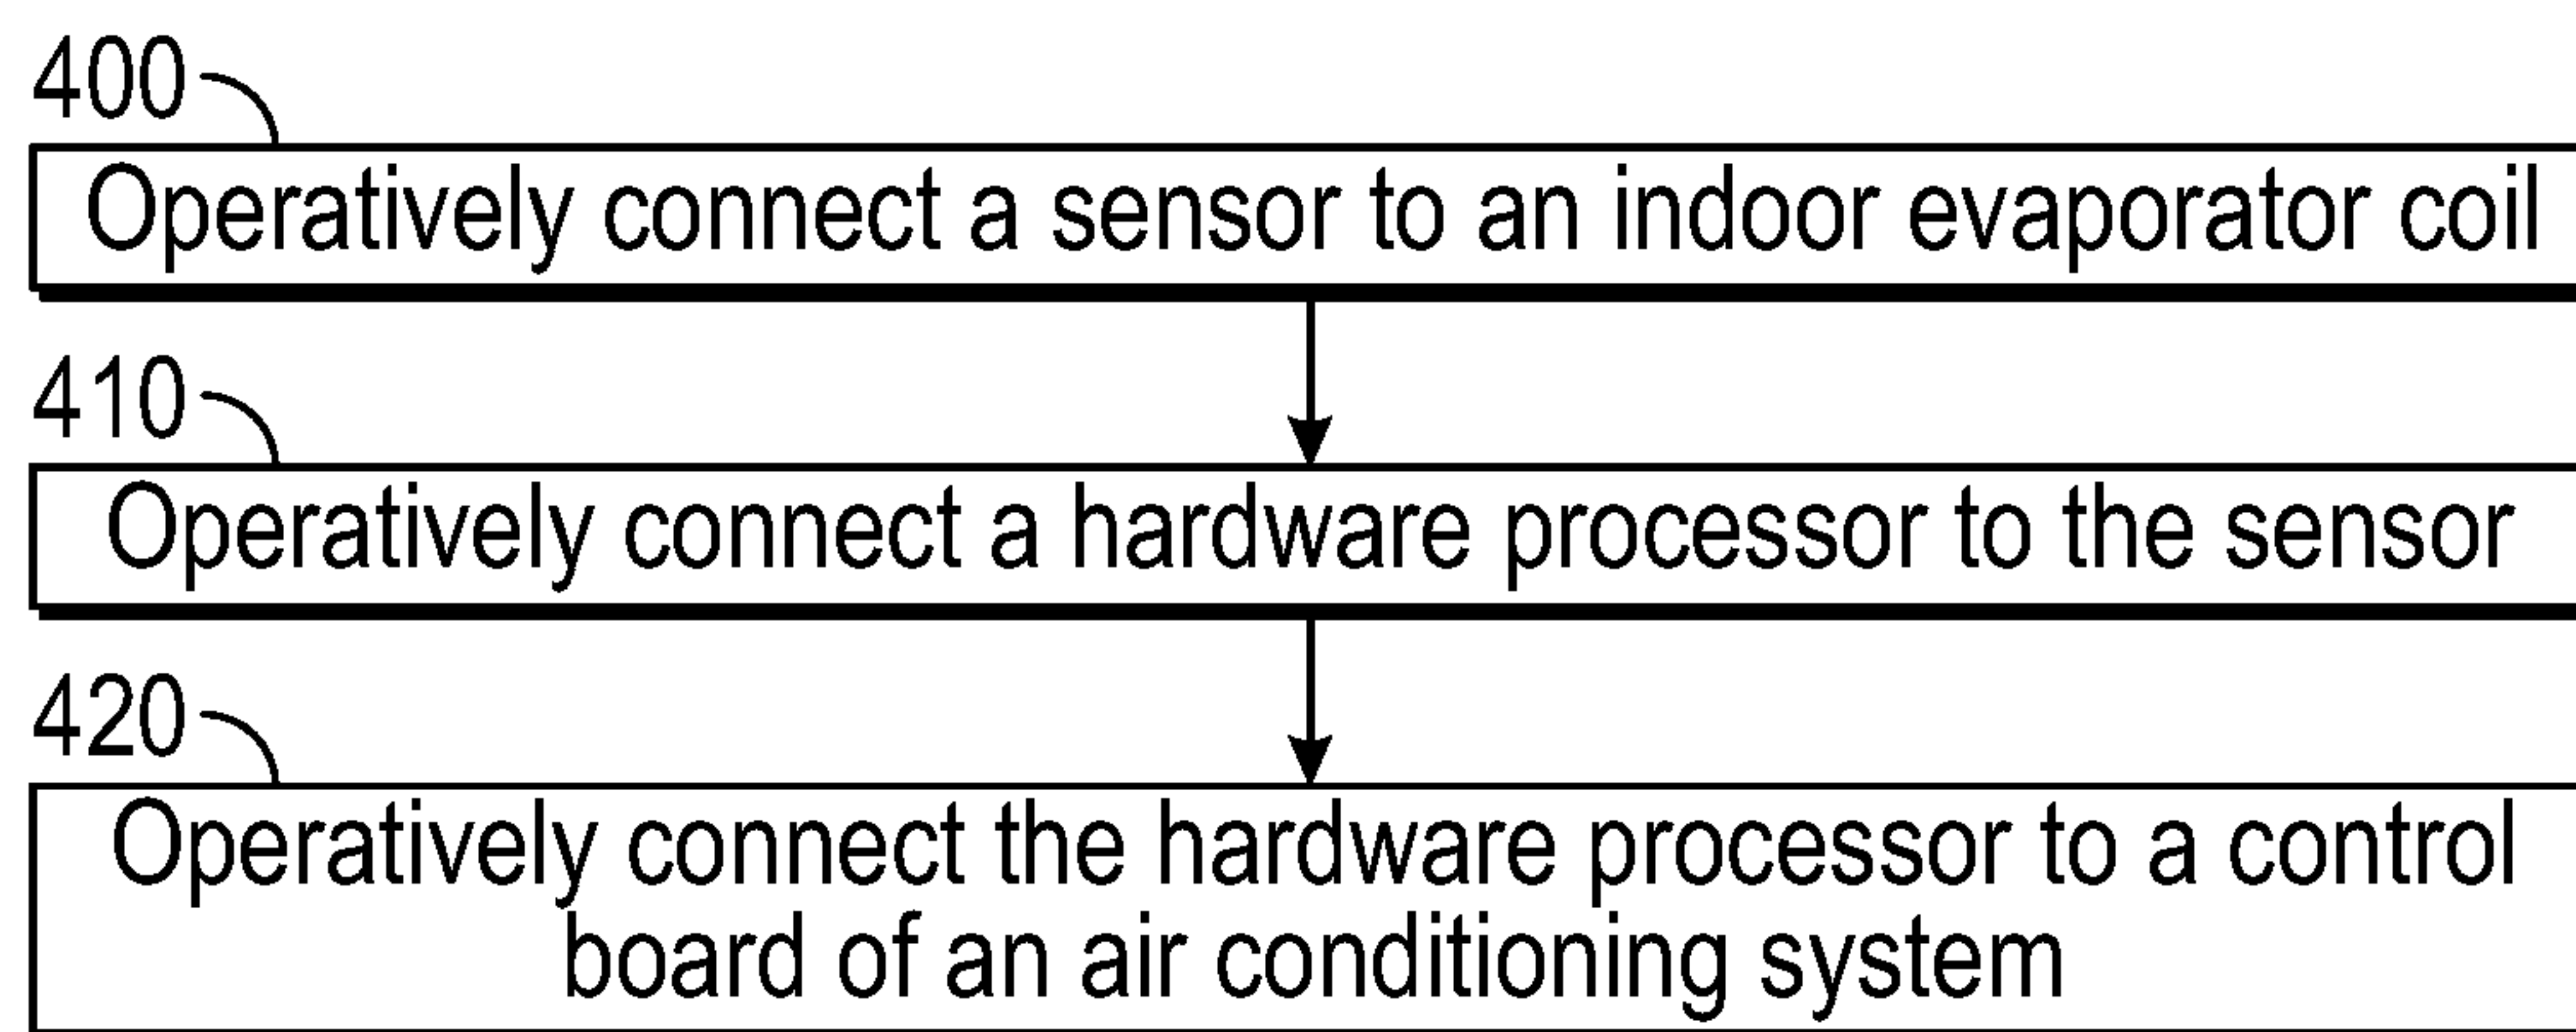 400
Operatively connect a sensor to an indoor evaporator coil
410
Operatively connect a hardware processor to the sensor
420
Operatively connect the hardware processor to a control
board of an air conditioning system